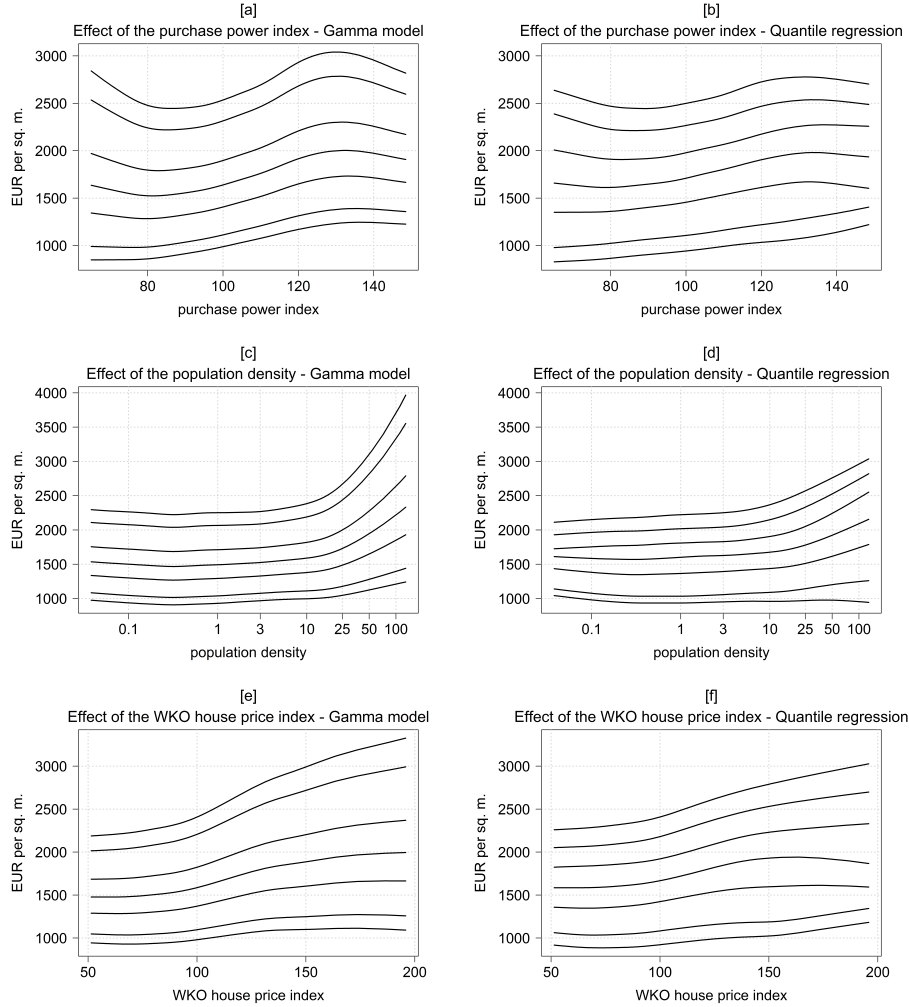 [a]
Effect of the purchase power index - Gamma model
EUR per sq. m.
3000
2500
2000
1500
1000
80 100 120 140
purchase power index
[b]
Effect of the purchase power index - Quantile regression
EUR per sq. m.
3000
2500
2000
1500
1000
80 100 120 140
purchase power index
[c]
Effect of the population density - Gamma model
EUR per sq. m.
4000
3500
3000
2500
2000
1500
1000
0.1 1 3 10 25 50 100
population density
[d]
Effect of the population density - Quantile regression
EUR per sq. m.
4000
3500
3000
2500
2000
1500
1000
0.1 1 3 10 25 50 100
population density
[e]
Effect of the WKO house price index - Gamma model
EUR per sq. m.
3000
2500
2000
1500
1000
50 100 150 200
WKO house price index
[f]
Effect of the WKO house price index - Quantile regression
EUR per sq. m.
3000
2500
2000
1500
1000
50 100 150 200
WKO house price index